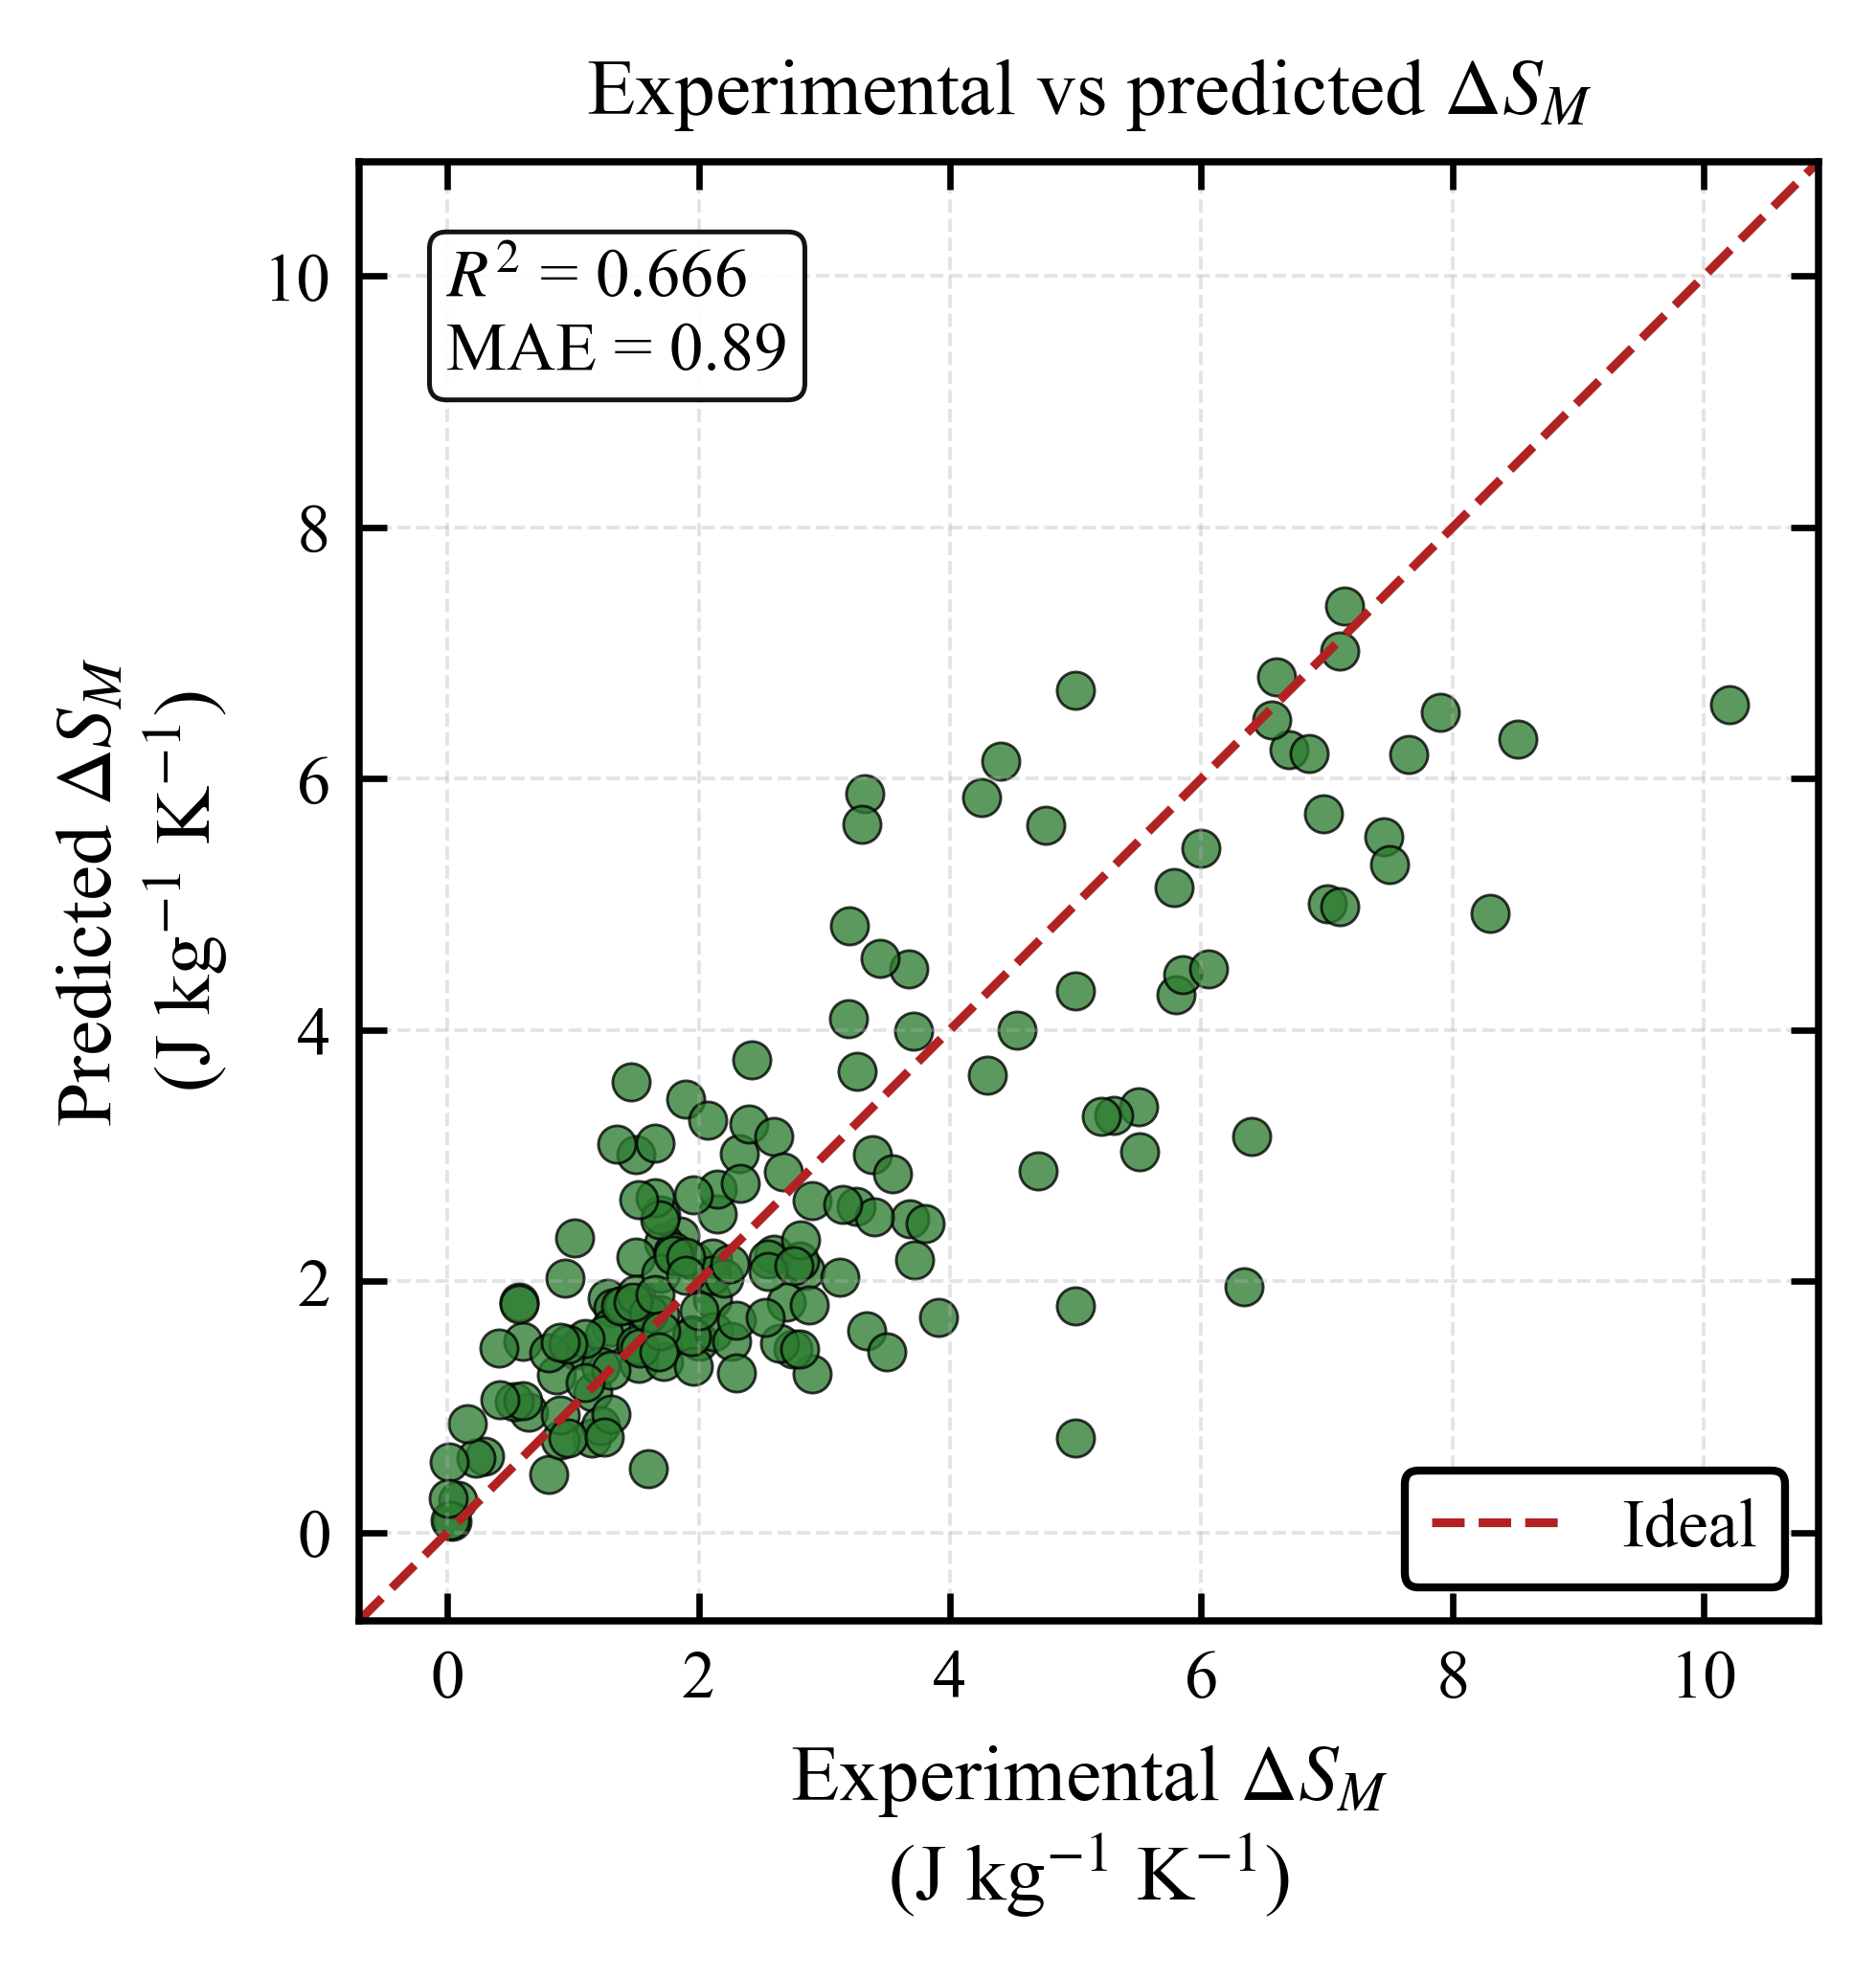 Experimental vs predicted ΔS_M
R² = 0.666
MAE = 0.89
10
8
6
4
2
0
Predicted ΔS_M
(J kg⁻¹ K⁻¹)
Ideal
0 2 4 6 8 10
Experimental ΔS_M
(J kg⁻¹ K⁻¹)